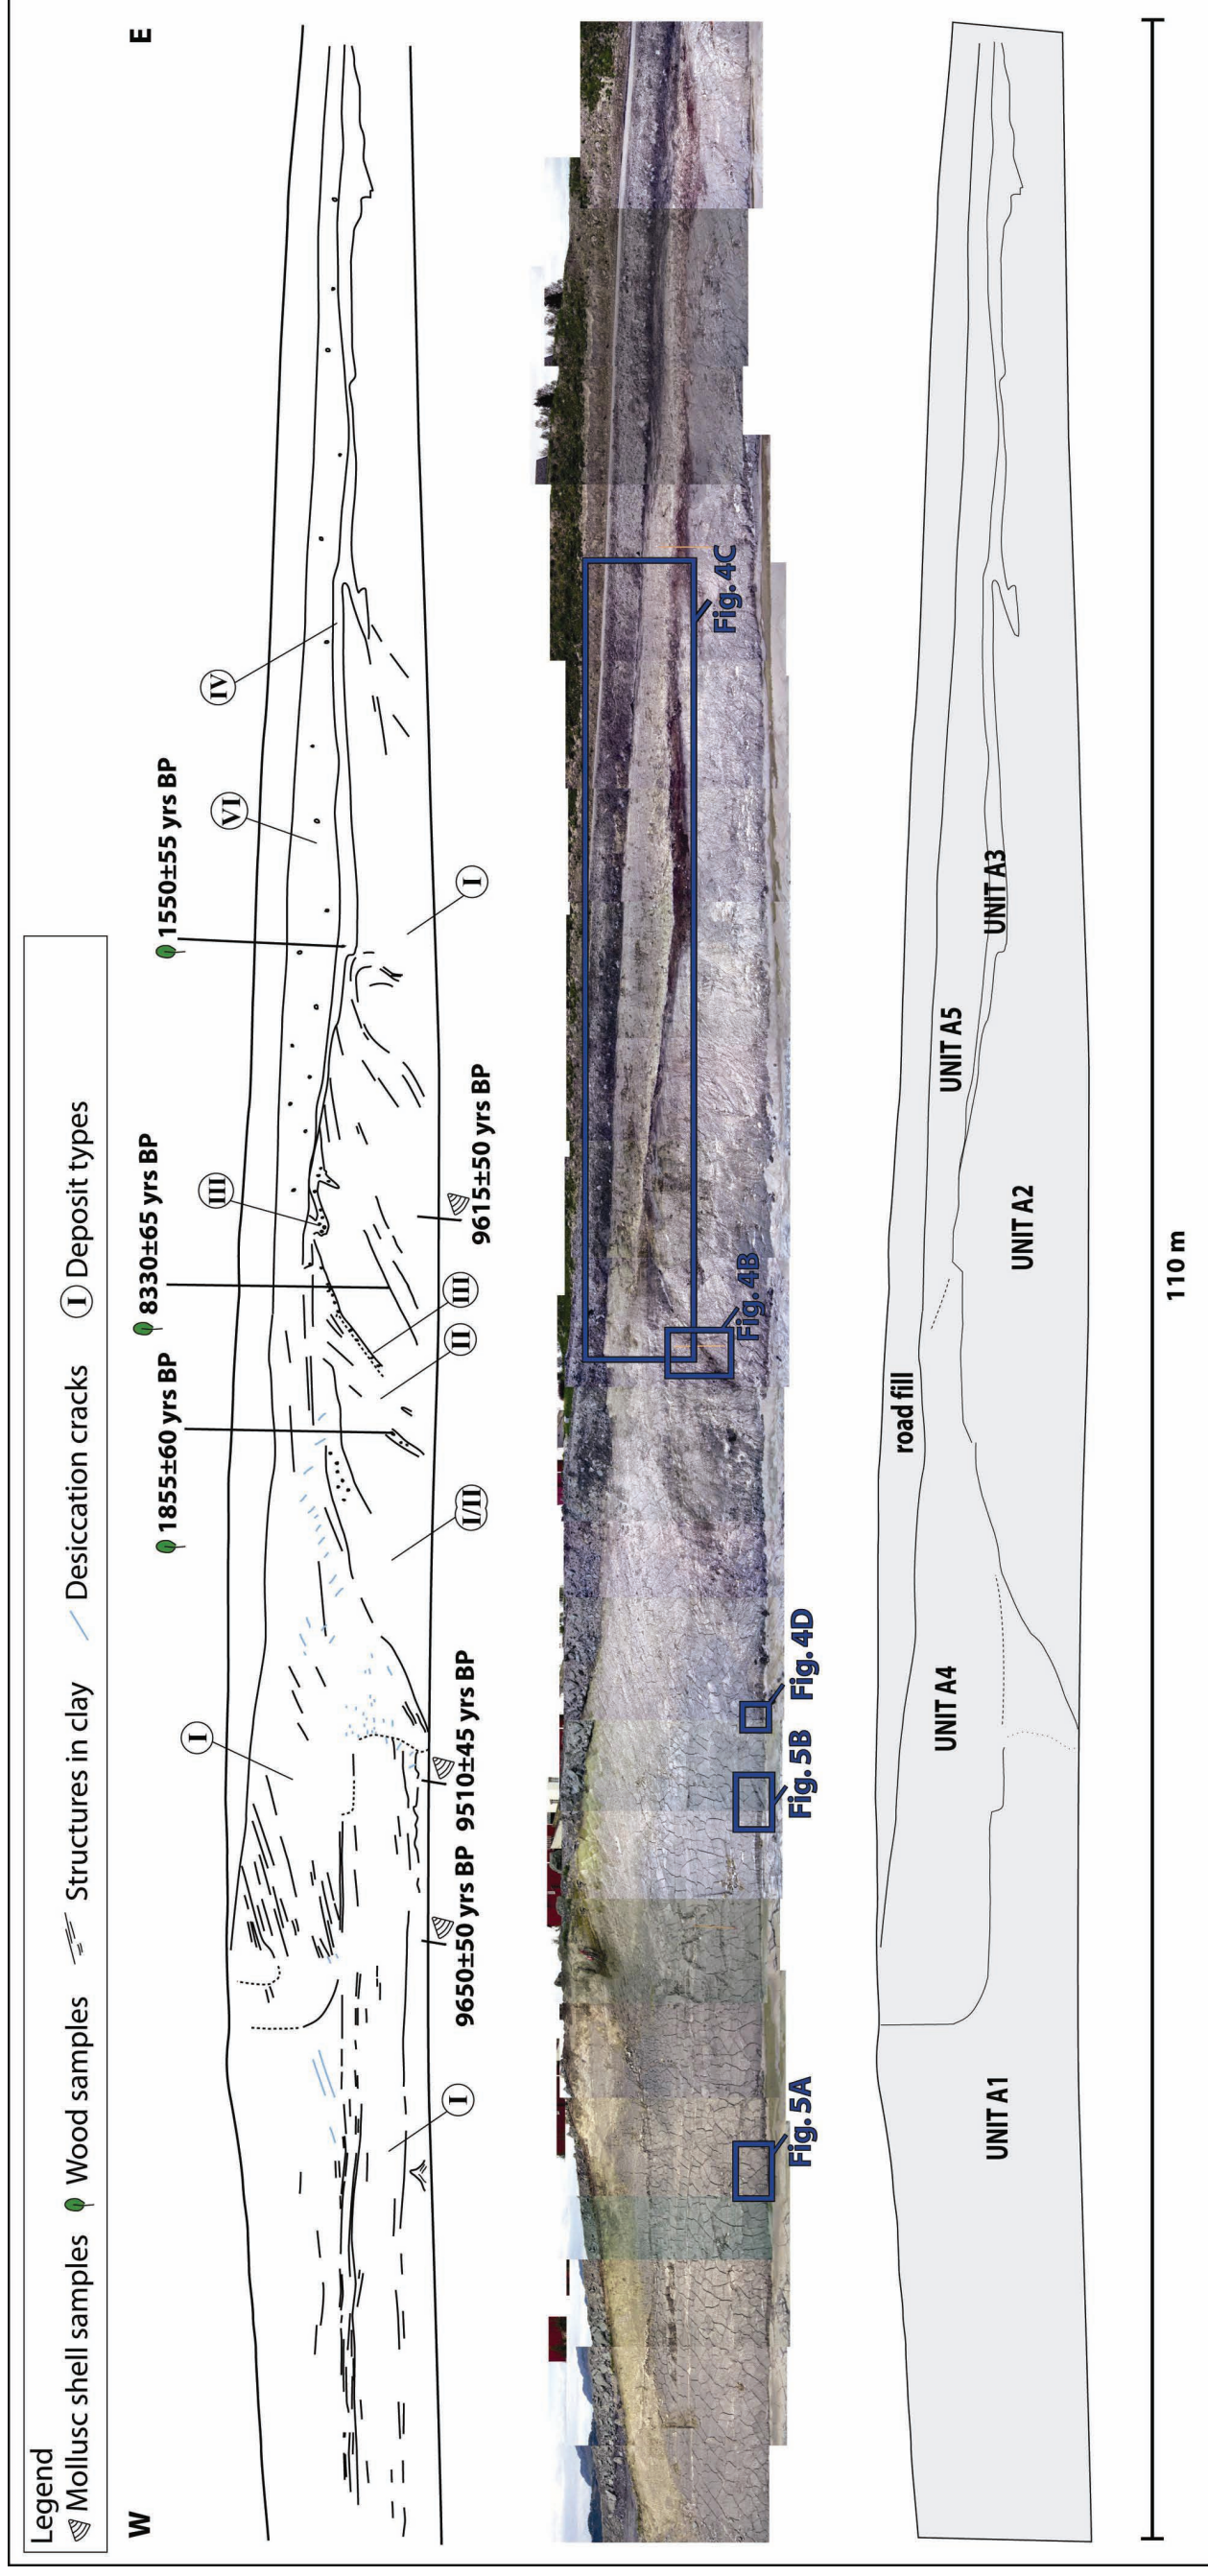 Legend
Mollusc shell samples Wood samples Structures in clay Desiccation cracks I Deposit types
W E
1855±60 yrs BP 8330±65 yrs BP 1550±55 yrs BP
I III VI IV
I I/II II III I
9650±50 yrs BP 9510±45 yrs BP 9615±50 yrs BP
Fig. 5A Fig. 5B Fig. 4D Fig. 4B Fig. 4C
road fill
UNIT A4 UNIT A5
UNIT A1 UNIT A2 UNIT A3
110 m